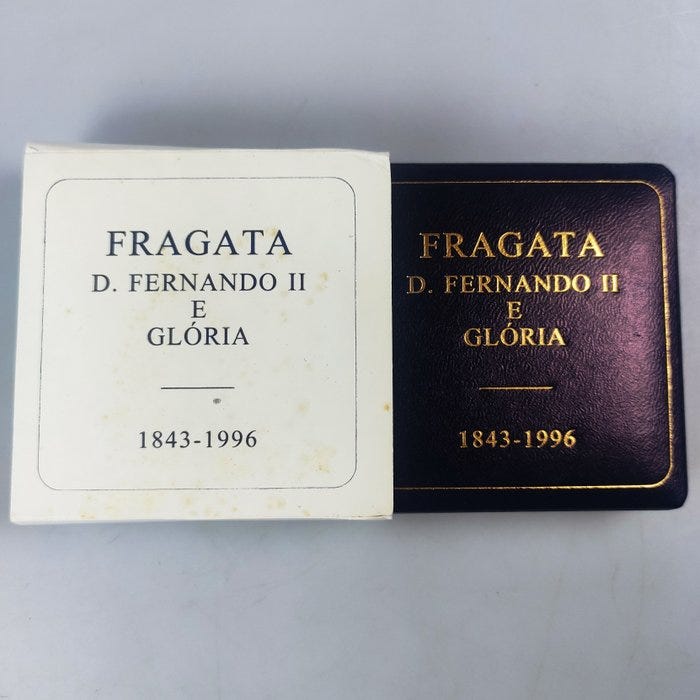 FRAGATA
D. FERNANDO II
E
GLÓRIA
1843-1996
FRAGATA
D. FERNANDO II
E
GLÓRIA
1843-1996